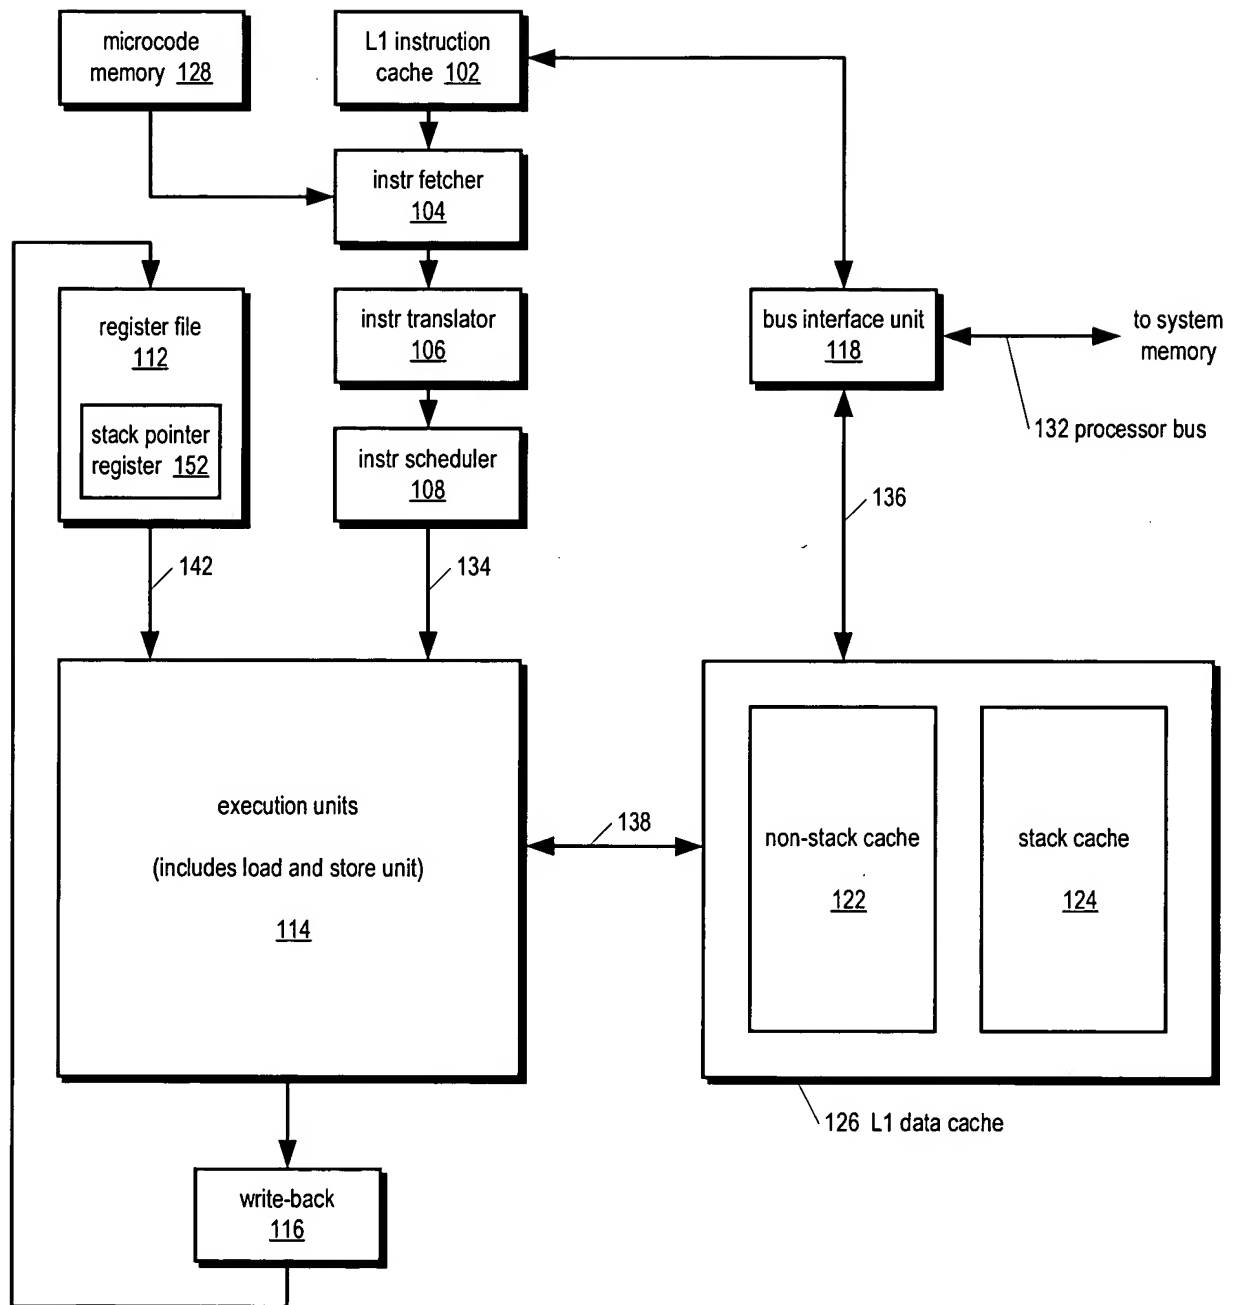 microcode
memory 128
L1 instruction
cache 102
instr fetcher
104
register file
112
stack pointer
register 152
instr translator
106
bus interface unit
118
to system
memory
132 processor bus
instr scheduler
108
136
142
134
execution units
(includes load and store unit)
114
138
non-stack cache
122
stack cache
124
126 L1 data cache
write-back
116